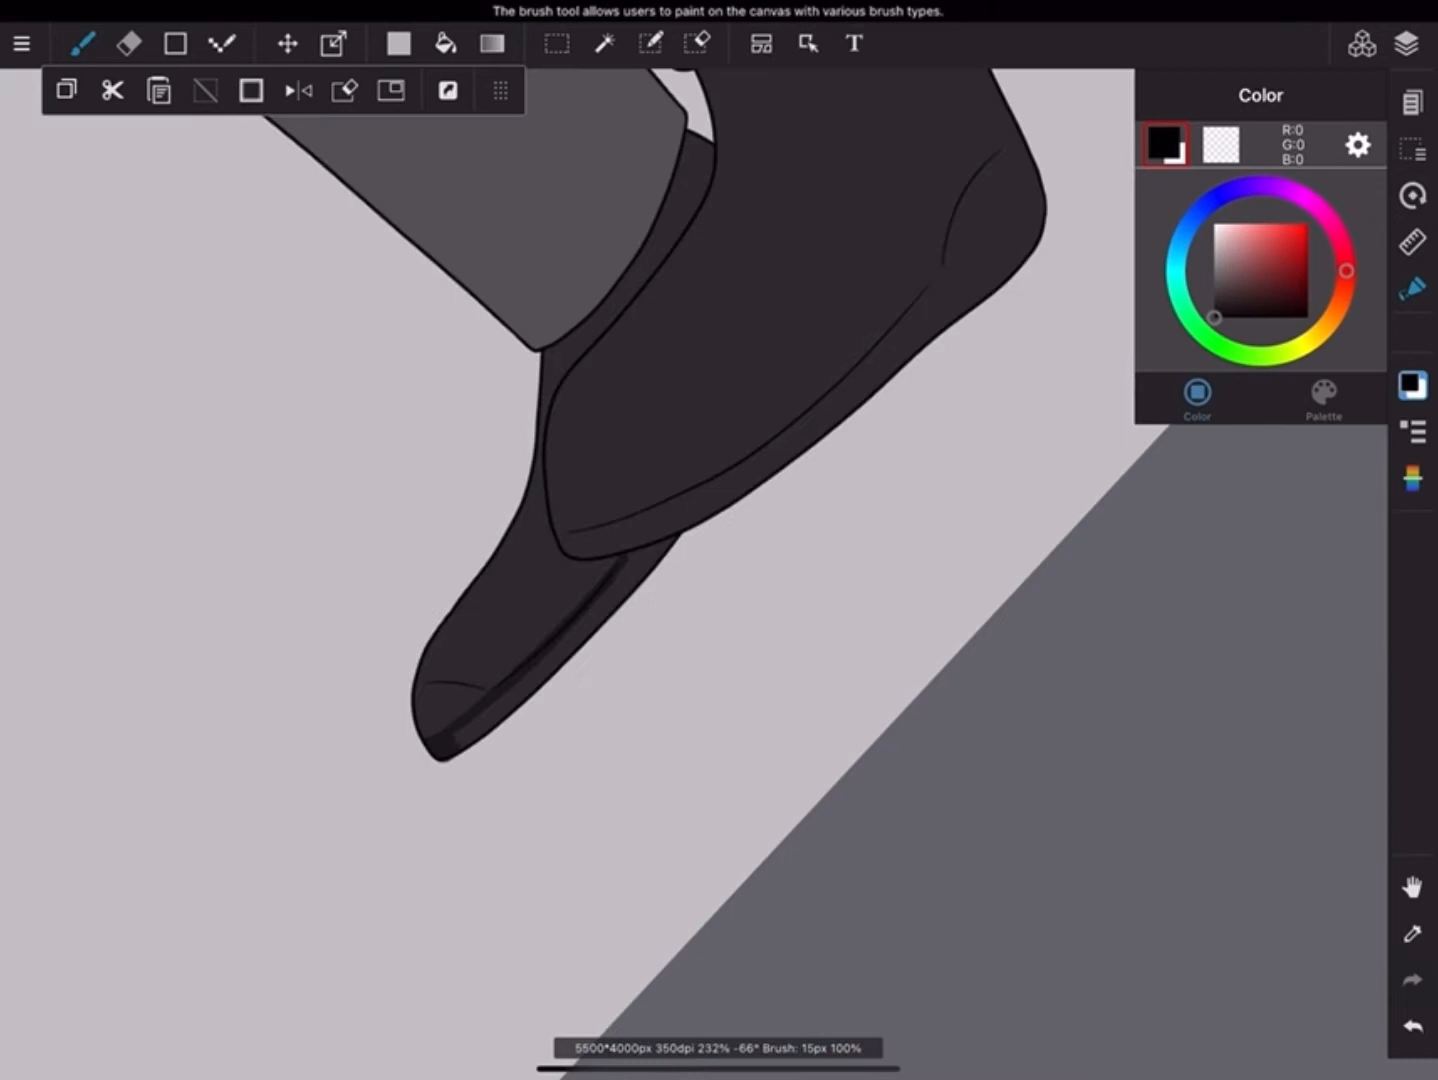 The brush tool allows users to paint on the canvas with various brush types.
T
Color
R:0
G:0
B:0
Color
Palette
5500*4000px 350dpi 232% -66° Brush: 15px 100%